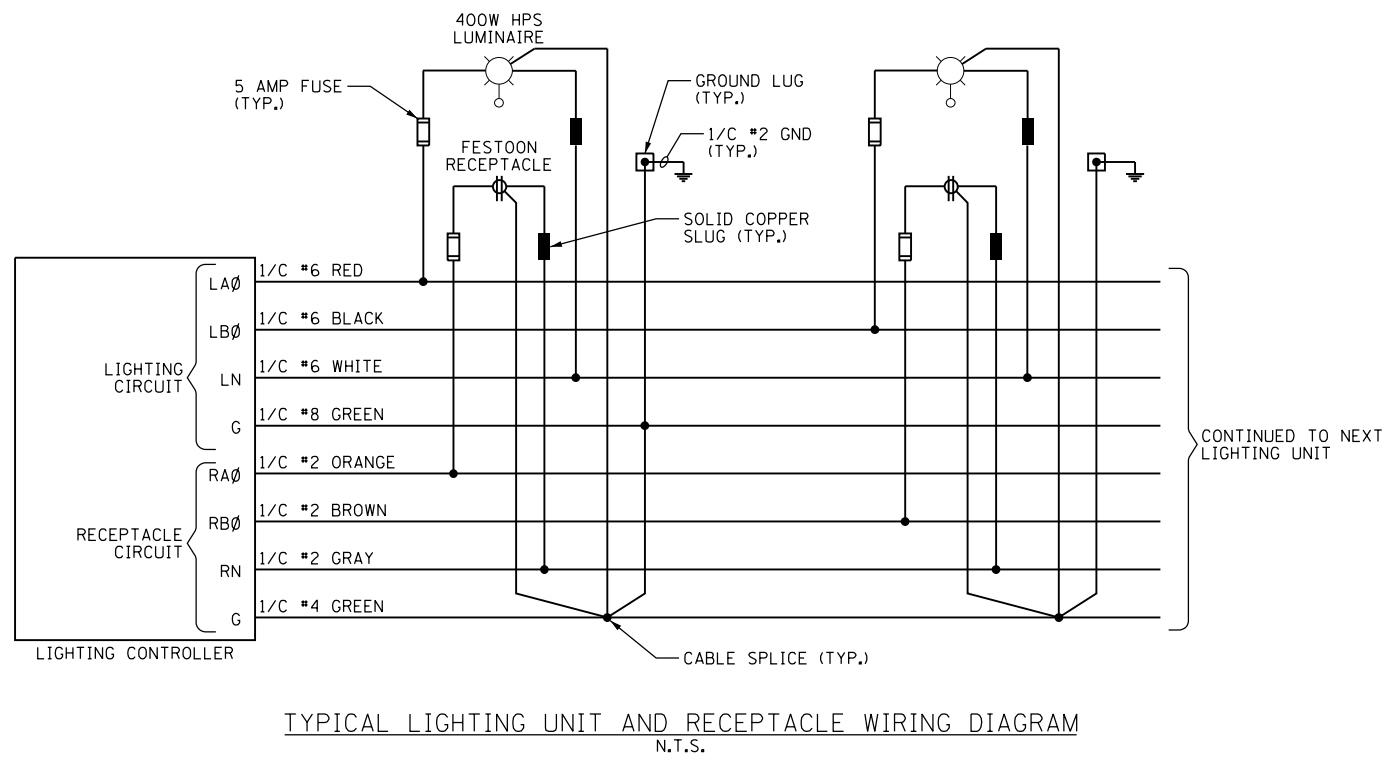 400W HPS
LUMINAIRE
5 AMP FUSE
(TYP.)
GROUND LUG
(TYP.)
1/C #2 GND
(TYP.)
FESTOON
RECEPTACLE
SOLID COPPER
SLUG (TYP.)
LIGHTING
CIRCUIT
LAØ
1/C #6 RED
LBØ
1/C #6 BLACK
LN
1/C #6 WHITE
G
1/C #8 GREEN
RECEPTACLE
CIRCUIT
RAØ
1/C #2 ORANGE
RBØ
1/C #2 BROWN
RN
1/C #2 GRAY
G
1/C #4 GREEN
CONTINUED TO NEXT
LIGHTING UNIT
LIGHTING CONTROLLER
CABLE SPLICE (TYP.)
TYPICAL LIGHTING UNIT AND RECEPTACLE WIRING DIAGRAM
N.T.S.